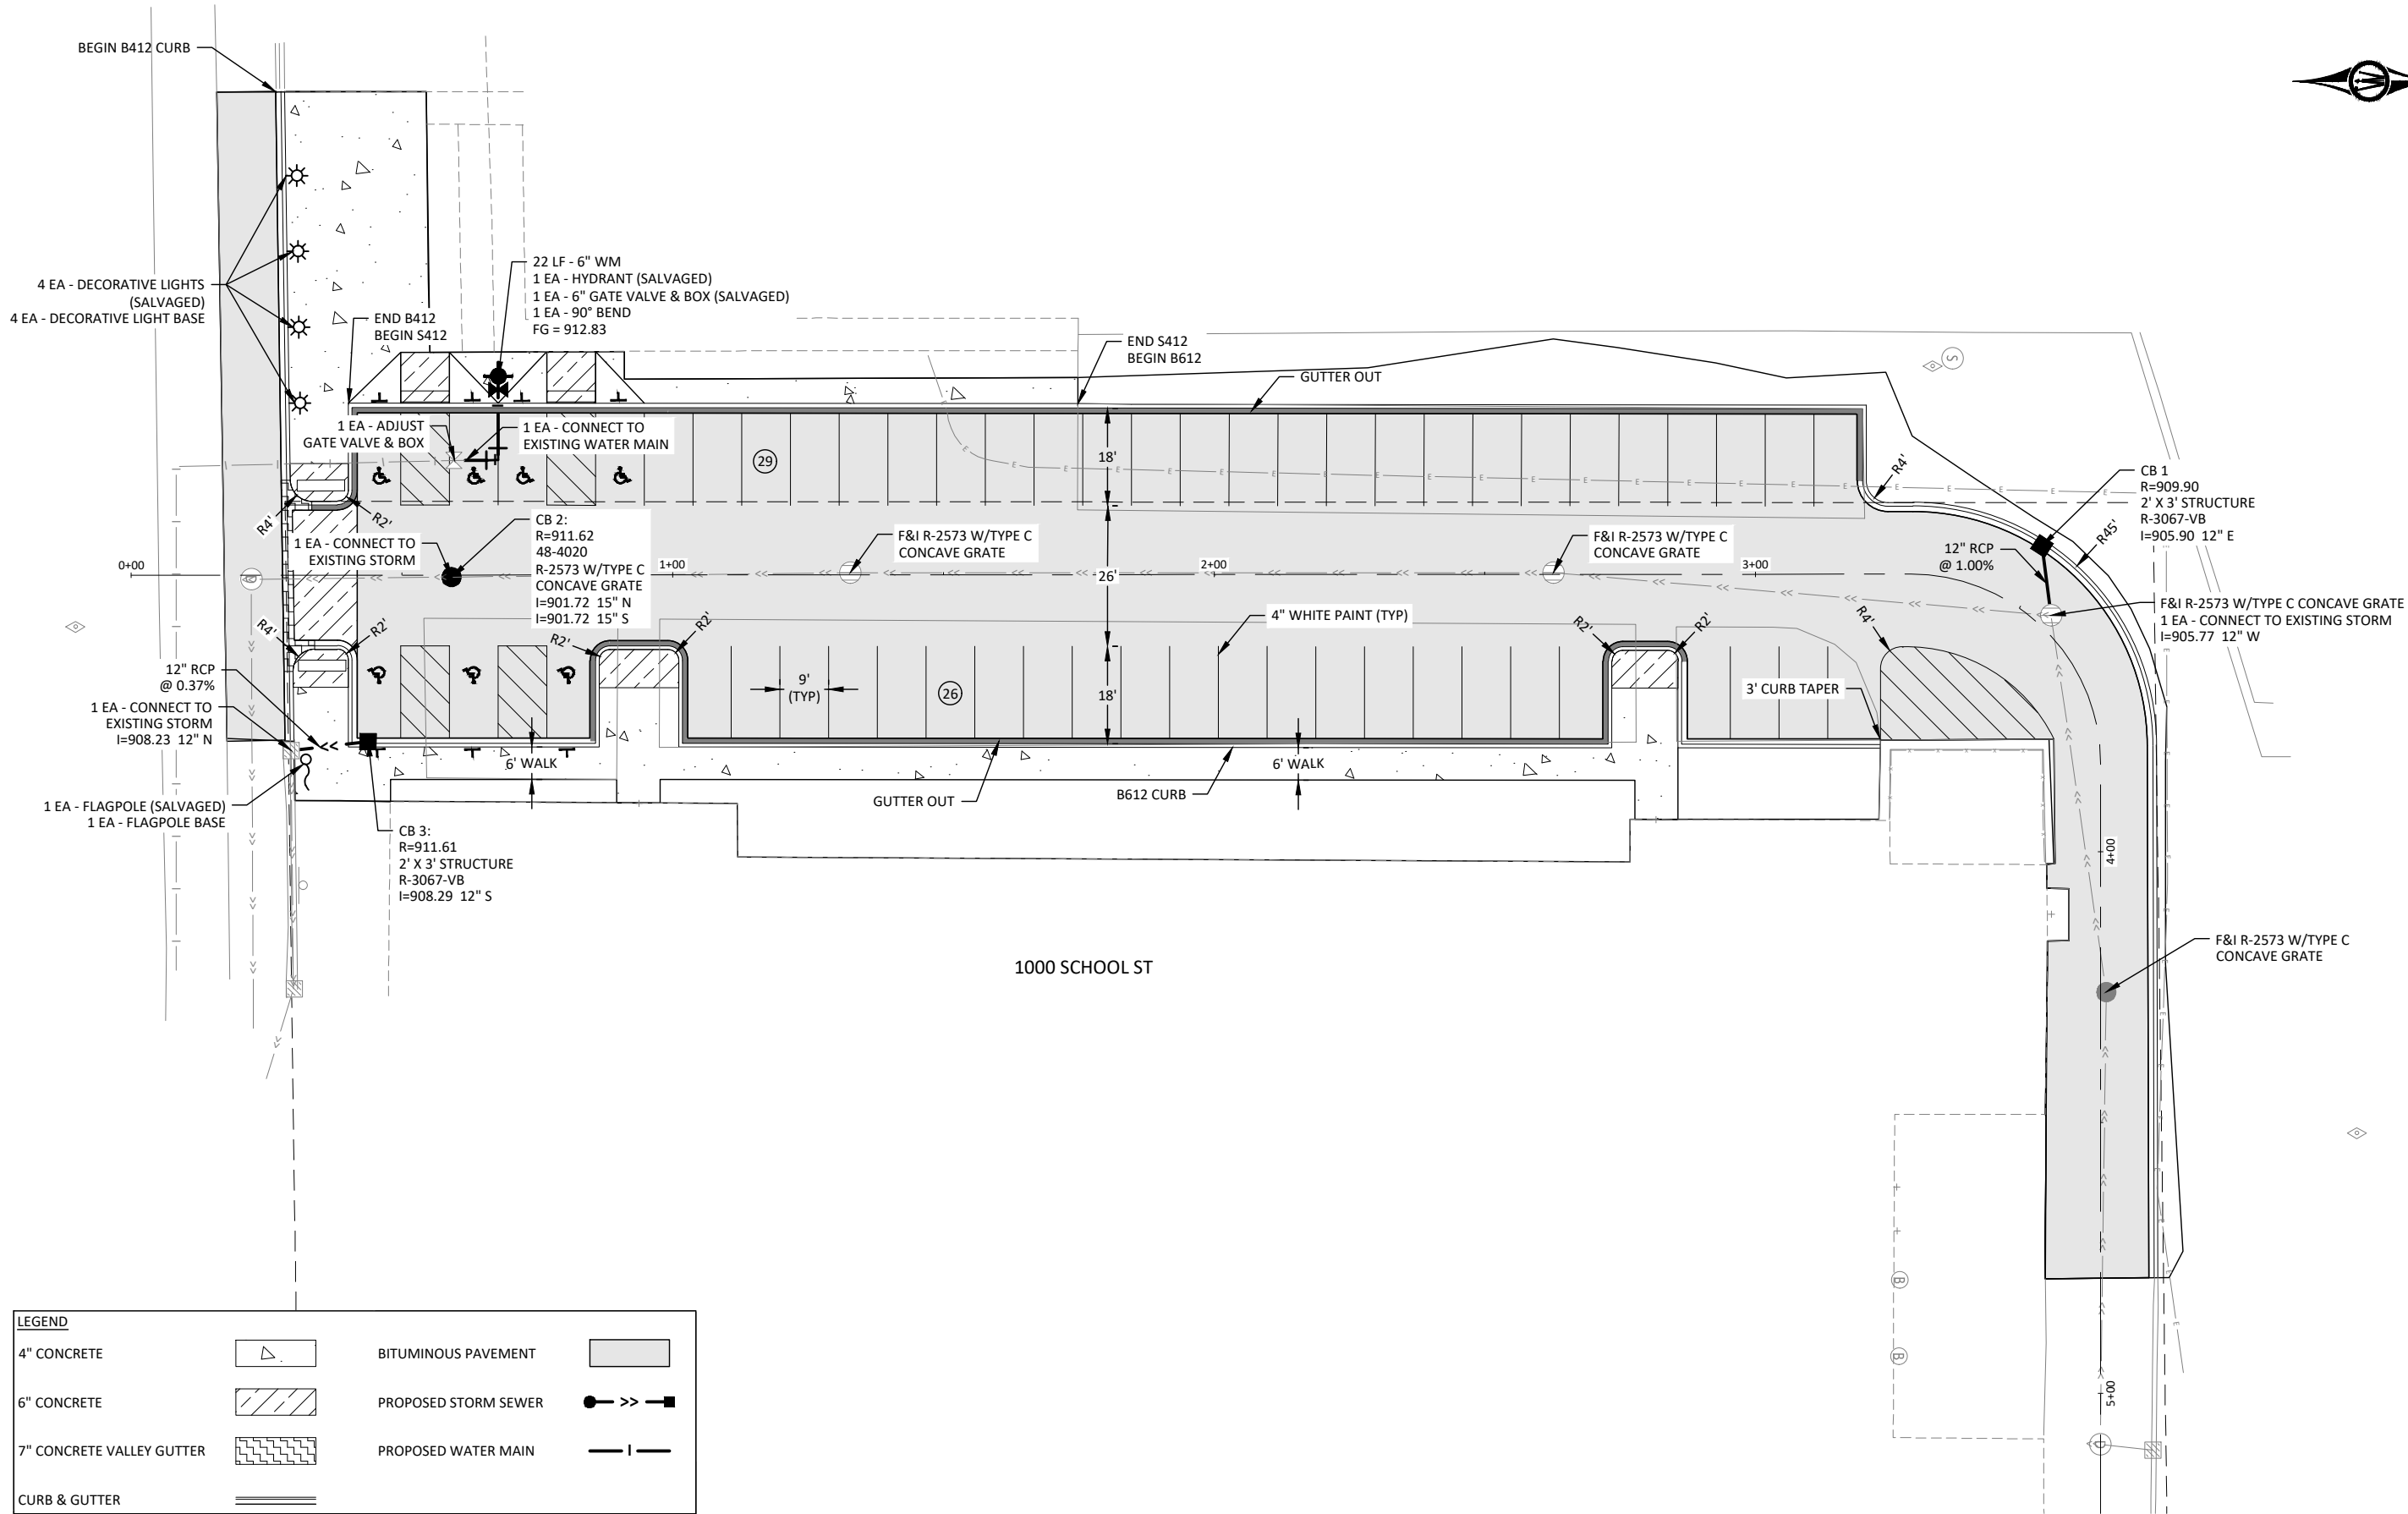 BEGIN B412 CURB
4 EA - DECORATIVE LIGHTS
(SALVAGED)
4 EA - DECORATIVE LIGHT BASE
22 LF - 6" WM
1 EA - HYDRANT (SALVAGED)
1 EA - 6" GATE VALVE & BOX (SALVAGED)
1 EA - 90° BEND
FG = 912.83
END B412
BEGIN S412
END S412
BEGIN B612
GUTTER OUT
1 EA - ADJUST
GATE VALVE & BOX
1 EA - CONNECT TO
EXISTING WATER MAIN
29
18'
R4'
CB 1
R=909.90
2' X 3' STRUCTURE
R-3067-VB
I=905.90 12" E
R4'
R2'
CB 2:
R=911.62
48-4020
R-2573 W/TYPE C
CONCAVE GRATE
I=901.72 15" N
I=901.72 15" S
1 EA - CONNECT TO
EXISTING STORM
F&I R-2573 W/TYPE C
CONCAVE GRATE
F&I R-2573 W/TYPE C
CONCAVE GRATE
R45'
12" RCP
@ 1.00%
0+00
1+00
2+00
3+00
26'
F&I R-2573 W/TYPE C CONCAVE GRATE
1 EA - CONNECT TO EXISTING STORM
I=905.77 12" W
4" WHITE PAINT (TYP)
R4'
R2'
R2'
R2'
R2'
R2'
R4'
12" RCP
@ 0.37%
9'
(TYP)
26
18'
3' CURB TAPER
1 EA - CONNECT TO
EXISTING STORM
I=908.23 12" N
6' WALK
6' WALK
1 EA - FLAGPOLE (SALVAGED)
1 EA - FLAGPOLE BASE
GUTTER OUT
B612 CURB
CB 3:
R=911.61
2' X 3' STRUCTURE
R-3067-VB
I=908.29 12" S
4+00
F&I R-2573 W/TYPE C
CONCAVE GRATE
1000 SCHOOL ST
5+00
LEGEND
4" CONCRETE
BITUMINOUS PAVEMENT
6" CONCRETE
PROPOSED STORM SEWER
7" CONCRETE VALLEY GUTTER
PROPOSED WATER MAIN
CURB & GUTTER